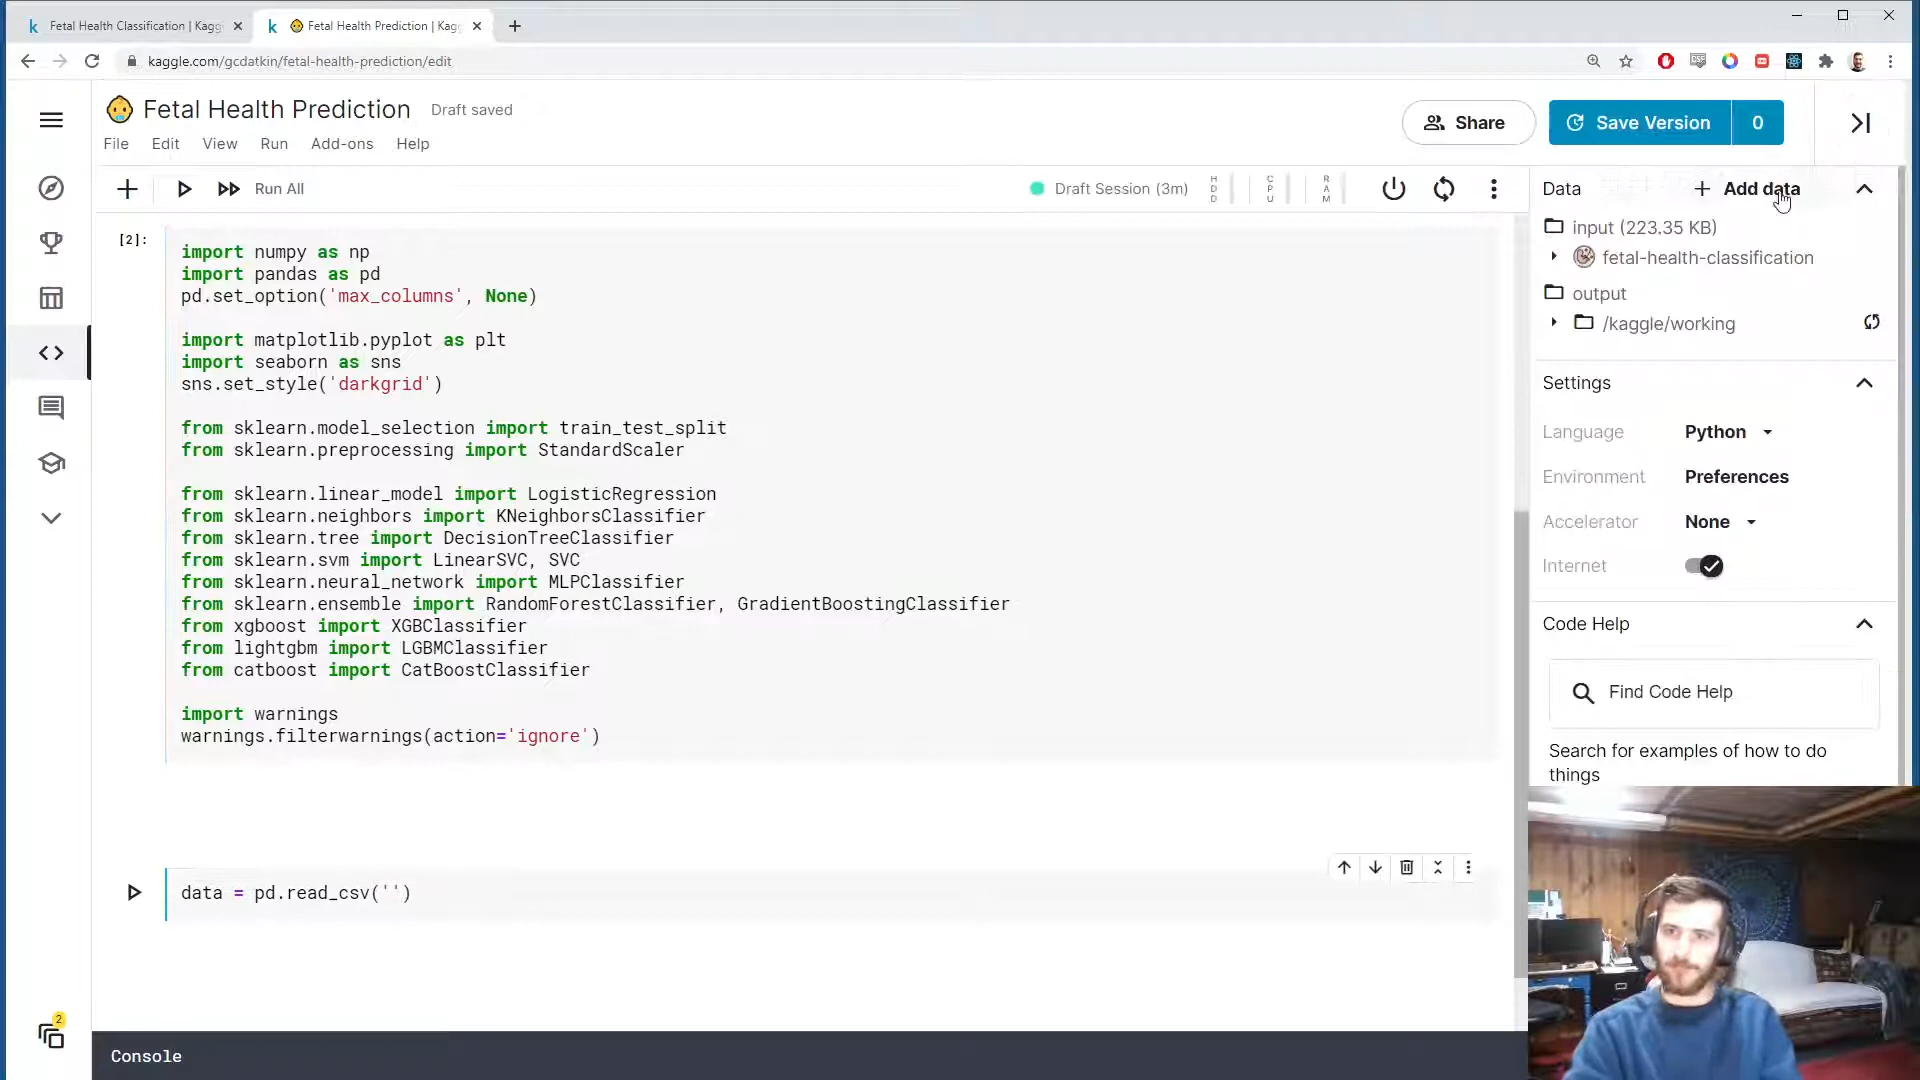 Fetal Health Classification | Kagg
Fetal Health Prediction | Kagg
kaggle.com/gcdatkin/fetal-health-prediction/edit
Fetal Health Prediction
Draft saved
Share
Save Version
0
File Edit View Run Add-ons Help
Run All
Draft Session (3m)
HDD
CPU
RAM
Data
Add data
input (223.35 KB)
fetal-health-classification
output
/kaggle/working
Settings
Language Python
Environment Preferences
Accelerator None
Internet
Code Help
Find Code Help
Search for examples of how to do
things
[2]:
import numpy as np
import pandas as pd
pd.set_option('max_columns', None)
import matplotlib.pyplot as plt
import seaborn as sns
sns.set_style('darkgrid')
from sklearn.model_selection import train_test_split
from sklearn.preprocessing import StandardScaler
from sklearn.linear_model import LogisticRegression
from sklearn.neighbors import KNeighborsClassifier
from sklearn.tree import DecisionTreeClassifier
from sklearn.svm import LinearSVC, SVC
from sklearn.neural_network import MLPClassifier
from sklearn.ensemble import RandomForestClassifier, GradientBoostingClassifier
from xgboost import XGBClassifier
from lightgbm import LGBMClassifier
from catboost import CatBoostClassifier
import warnings
warnings.filterwarnings(action='ignore')
data = pd.read_csv('')
2
Console